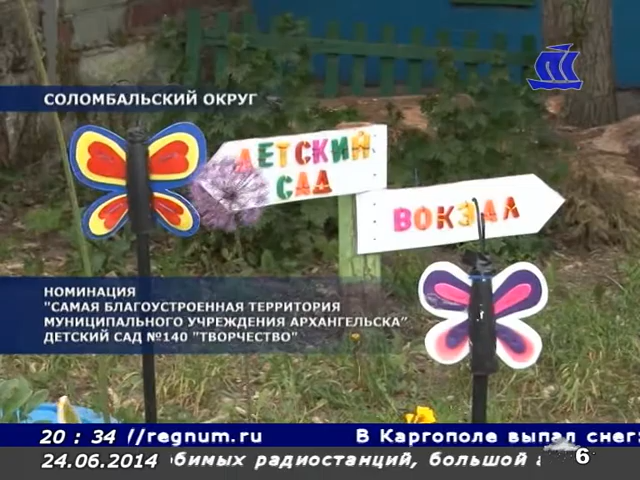 СОЛОМБАЛЬСКИЙ ОКРУГ
ДЕТСКИЙ
САД
ВОКЗАЛ
НОМИНАЦИЯ
"САМАЯ БЛАГОУСТРОЕННАЯ ТЕРРИТОРИЯ
МУНИЦИПАЛЬНОГО УЧРЕЖДЕНИЯ АРХАНГЕЛЬСКА"
ДЕТСКИЙ САД №140 "ТВОРЧЕСТВО"
20 : 34 //regnum.ru В Каргополе выпал снег:
24.06.2014 обимых радиостанций, большой а 6